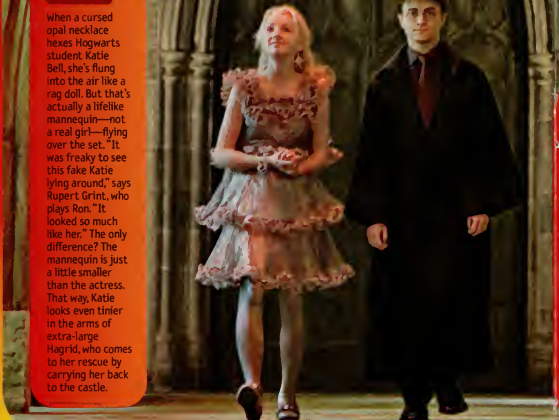 When a cursed
opal necklace
hexes Hogwarts
student Katie
Bell, she's flung
into the air like a
rag doll. But that's
actually a lifelike
mannequin—not
a real girl—flying
over the set. "It
was freaky to see
this fake Katie
lying around," says
Rupert Grint, who
plays Ron. "It
looked so much
like her." The only
difference? The
mannequin is just
a little smaller
than the actress.
That way, Katie
looks even tinier
in the arms of
extra-large
Hagrid, who comes
to her rescue by
carrying her back
to the castle.